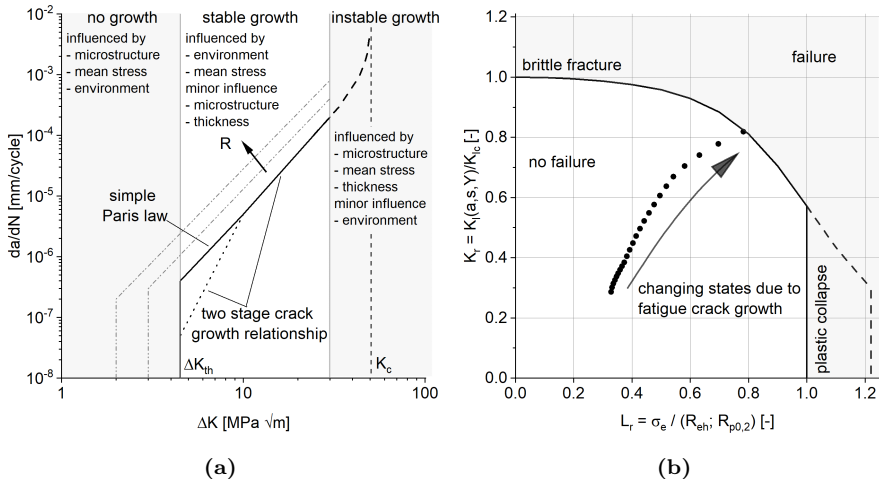 no growth
stable growth
instable growth
influenced by
- microstructure
- mean stress
- environment
influenced by
- environment
- mean stress
minor influence
- microstructure
- thickness
influenced by
- microstructure
- mean stress
- thickness
minor influence
- environment
R
simple
Paris law
two stage crack
growth relationship
ΔK_th
K_c
10^-2
10^-3
10^-4
10^-5
10^-6
10^-7
10^-8
1
10
100
da/dN [mm/cycle]
ΔK [MPa √m]
(a)
brittle fracture
failure
no failure
changing states due to
fatigue crack growth
plastic collapse
1.2
1.0
0.8
0.6
0.4
0.2
0.0
0.0
0.2
0.4
0.6
0.8
1.0
1.2
K_r = K_I(a,s,Y)/K_Ic [-]
L_r = σ_e / (R_eh; R_p0,2) [-]
(b)